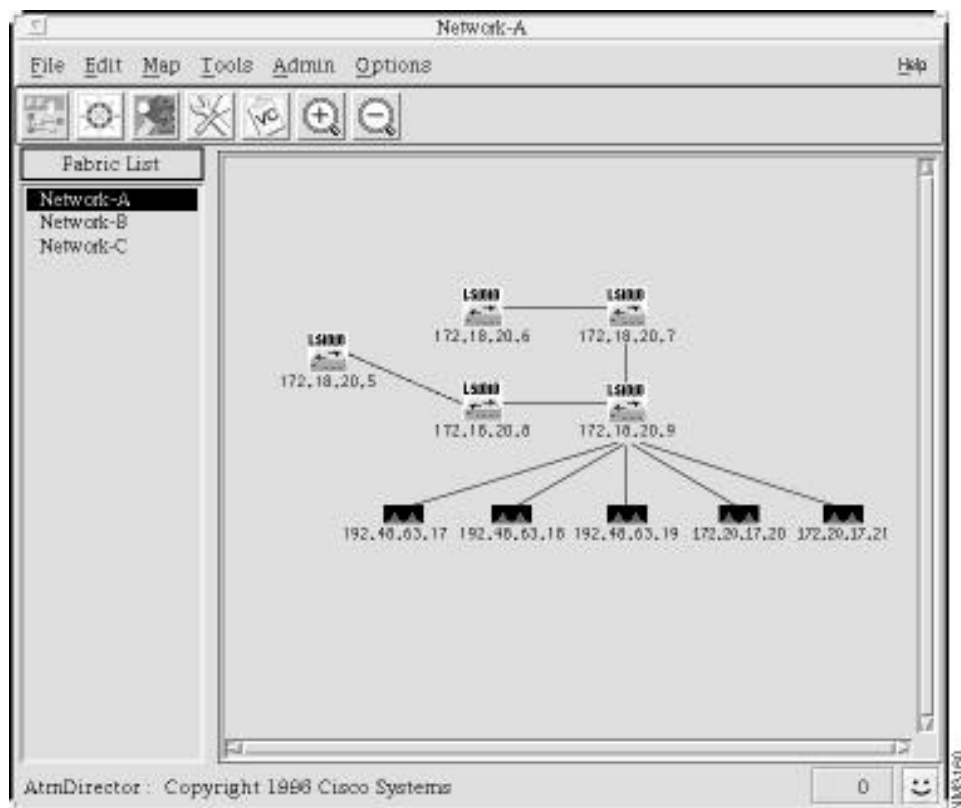 Network-A
File Edit Map Tools Admin Options Help
VC
Fabric List
Network-A
Network-B
Network-C
LS1010 LS1010
172.18.20.6 172.18.20.7
LS1010
172.18.20.5
LS1010 LS1010
172.18.20.8 172.18.20.9
192.48.63.17 192.48.63.18 192.48.63.19 172.20.17.20 172.20.17.21
AtmDirector : Copyright 1996 Cisco Systems 0